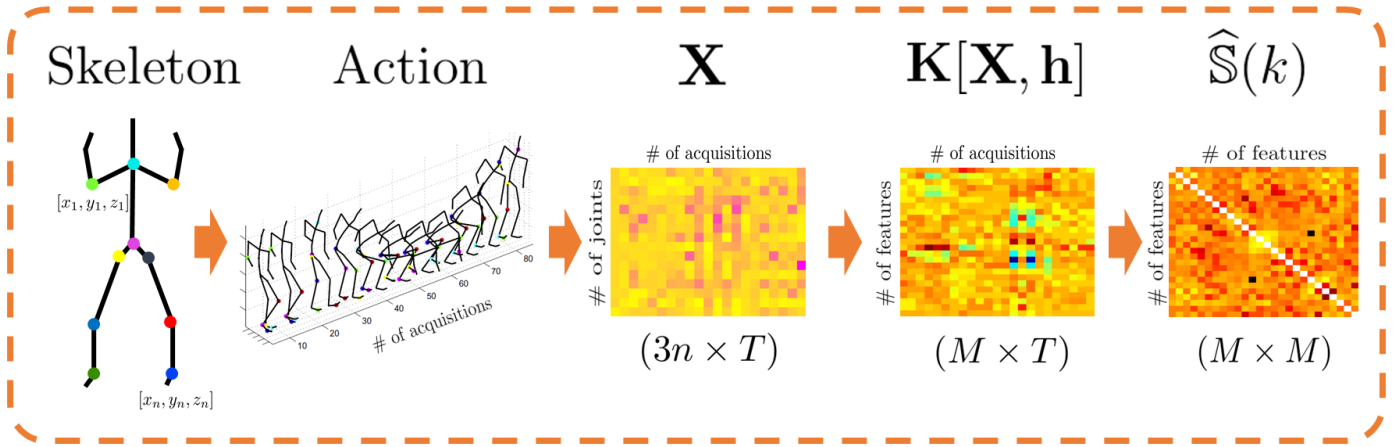 Skeleton
Action
X
K[X, h]
Ŝ(k)
[x₁, y₁, z₁]
[xₙ, yₙ, zₙ]
10
20
30
40
50
60
70
80
# of acquisitions
# of acquisitions
# of joints
(3n × T)
# of acquisitions
# of features
(M × T)
# of features
# of features
(M × M)